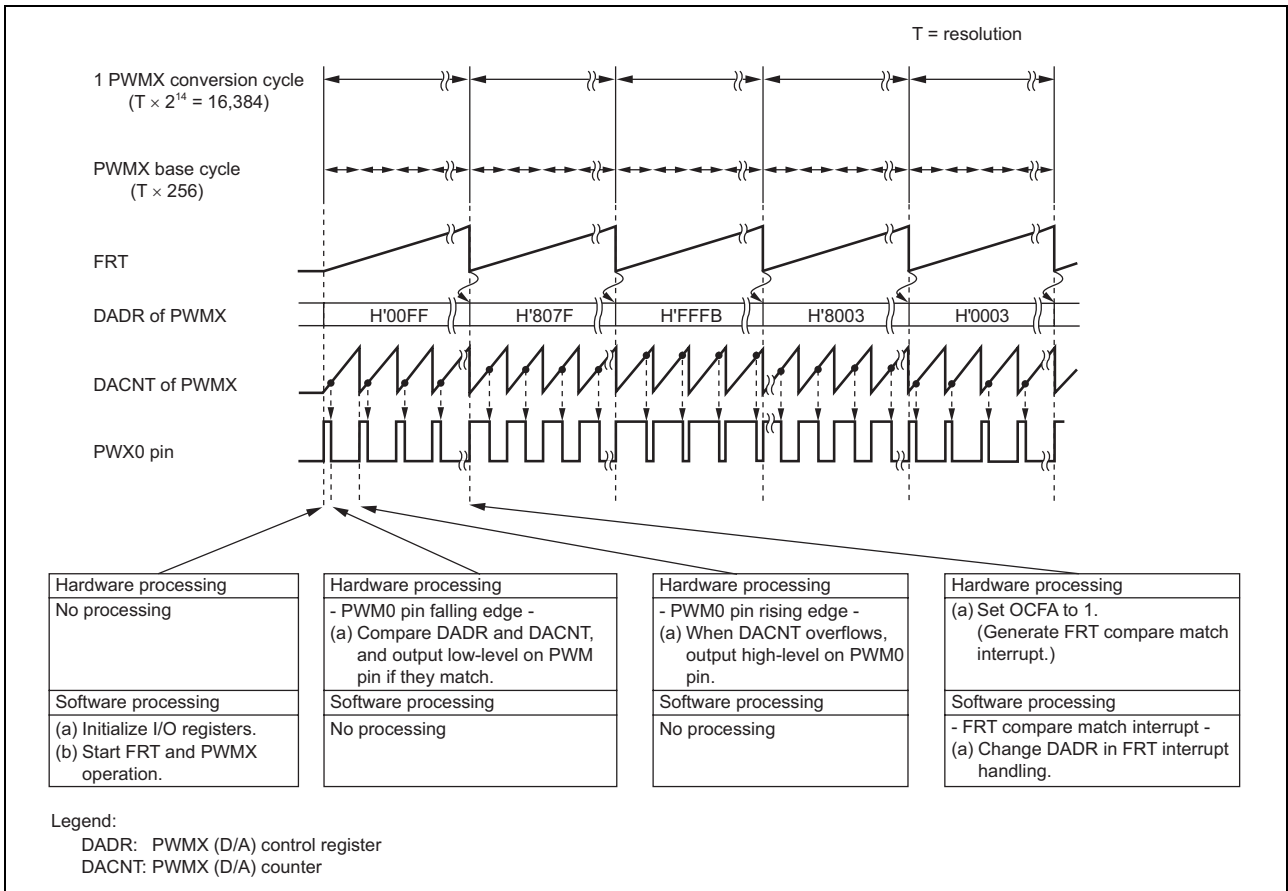 T = resolution
1 PWMX conversion cycle
(T × 2¹⁴ = 16,384)
PWMX base cycle
(T × 256)
FRT
DADR of PWMX
H'00FF
H'807F
H'FFFB
H'8003
H'0003
DACNT of PWMX
PWX0 pin
Hardware processing
No processing
Software processing
(a) Initialize I/O registers.
(b) Start FRT and PWMX
operation.
Hardware processing
- PWM0 pin falling edge -
(a) Compare DADR and DACNT,
and output low-level on PWM
pin if they match.
Software processing
No processing
Hardware processing
- PWM0 pin rising edge -
(a) When DACNT overflows,
output high-level on PWM0
pin.
Software processing
No processing
Hardware processing
(a) Set OCFA to 1.
(Generate FRT compare match
interrupt.)
Software processing
- FRT compare match interrupt -
(a) Change DADR in FRT interrupt
handling.
Legend:
DADR: PWMX (D/A) control register
DACNT: PWMX (D/A) counter